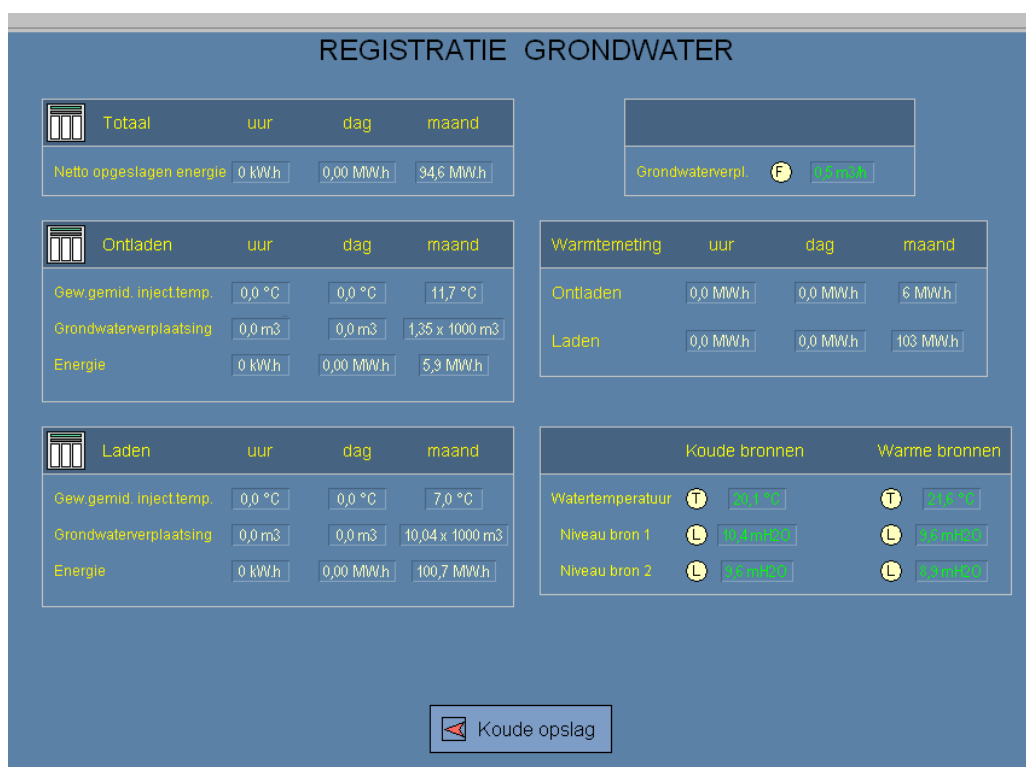 REGISTRATIE GRONDWATER
Totaal uur dag maand
Netto opgeslagen energie 0 kW.h 0,00 MW.h 94,6 MW.h
Grondwaterverpl. F 0,5 m3/h
Ontladen uur dag maand
Gew.gemid. inject.temp. 0,0 °C 0,0 °C 11,7 °C
Grondwaterverplaatsing 0,0 m3 0,0 m3 1,35 x 1000 m3
Energie 0 kW.h 0,00 MW.h 5,9 MW.h
Warmtemeting uur dag maand
Ontladen 0,0 MW.h 0,0 MW.h 6 MW.h
Laden 0,0 MW.h 0,0 MW.h 103 MW.h
Laden uur dag maand
Gew.gemid. inject.temp. 0,0 °C 0,0 °C 7,0 °C
Grondwaterverplaatsing 0,0 m3 0,0 m3 10,04 x 1000 m3
Energie 0 kW.h 0,00 MW.h 100,7 MW.h
Koude bronnen Warme bronnen
Watertemperatuur T 20,1 °C T 21,6 °C
Niveau bron 1 L 10,4 mH2O L 9,6 mH2O
Niveau bron 2 L 9,6 mH2O L 8,9 mH2O
Koude opslag